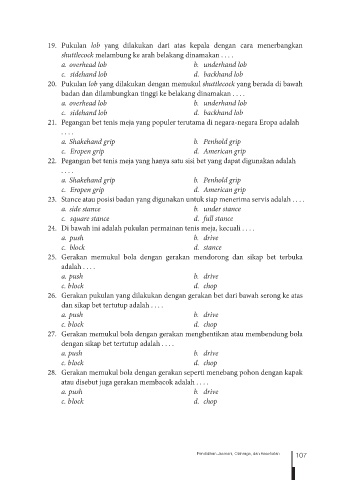 19. Pukulan lob yang dilakukan dari atas kepala dengan cara menerbangkan
shuttlecock melambung ke arah belakang dinamakan . . . .
a. overhead lob b. underhand lob
c. sidehand lob d. backhand lob
20. Pukulan lob yang dilakukan dengan memukul shuttlecock yang berada di bawah
badan dan dilambungkan tinggi ke belakang dinamakan . . . .
a. overhead lob b. underhand lob
c. sidehand lob d. backhand lob
21. Pegangan bet tenis meja yang populer terutama di negara-negara Eropa adalah
. . . .
a. Shakehand grip b. Penhold grip
c. Eropen grip d. American grip
22. Pegangan bet tenis meja yang hanya satu sisi bet yang dapat digunakan adalah
. . . .
a. Shakehand grip b. Penhold grip
c. Eropen grip d. American grip
23. Stance atau posisi badan yang digunakan untuk siap menerima servis adalah . . . .
a. side stance b. under stance
c. square stance d. full stance
24. Di bawah ini adalah pukulan permainan tenis meja, kecuali . . . .
a. push b. drive
c. block d. stance
25. Gerakan memukul bola dengan gerakan mendorong dan sikap bet terbuka
adalah . . . .
a. push b. drive
c. block d. chop
26. Gerakan pukulan yang dilakukan dengan gerakan bet dari bawah serong ke atas
dan sikap bet tertutup adalah . . . .
a. push b. drive
c. block d. chop
27. Gerakan memukul bola dengan gerakan menghentikan atau membendung bola
dengan sikap bet tertutup adalah . . . .
a. push b. drive
c. block d. chop
28. Gerakan memukul bola dengan gerakan seperti menebang pohon dengan kapak
atau disebut juga gerakan membacok adalah . . . .
a. push b. drive
c. block d. chop
Pendidikan Jasmani, Olahraga, dan Kesehatan 107